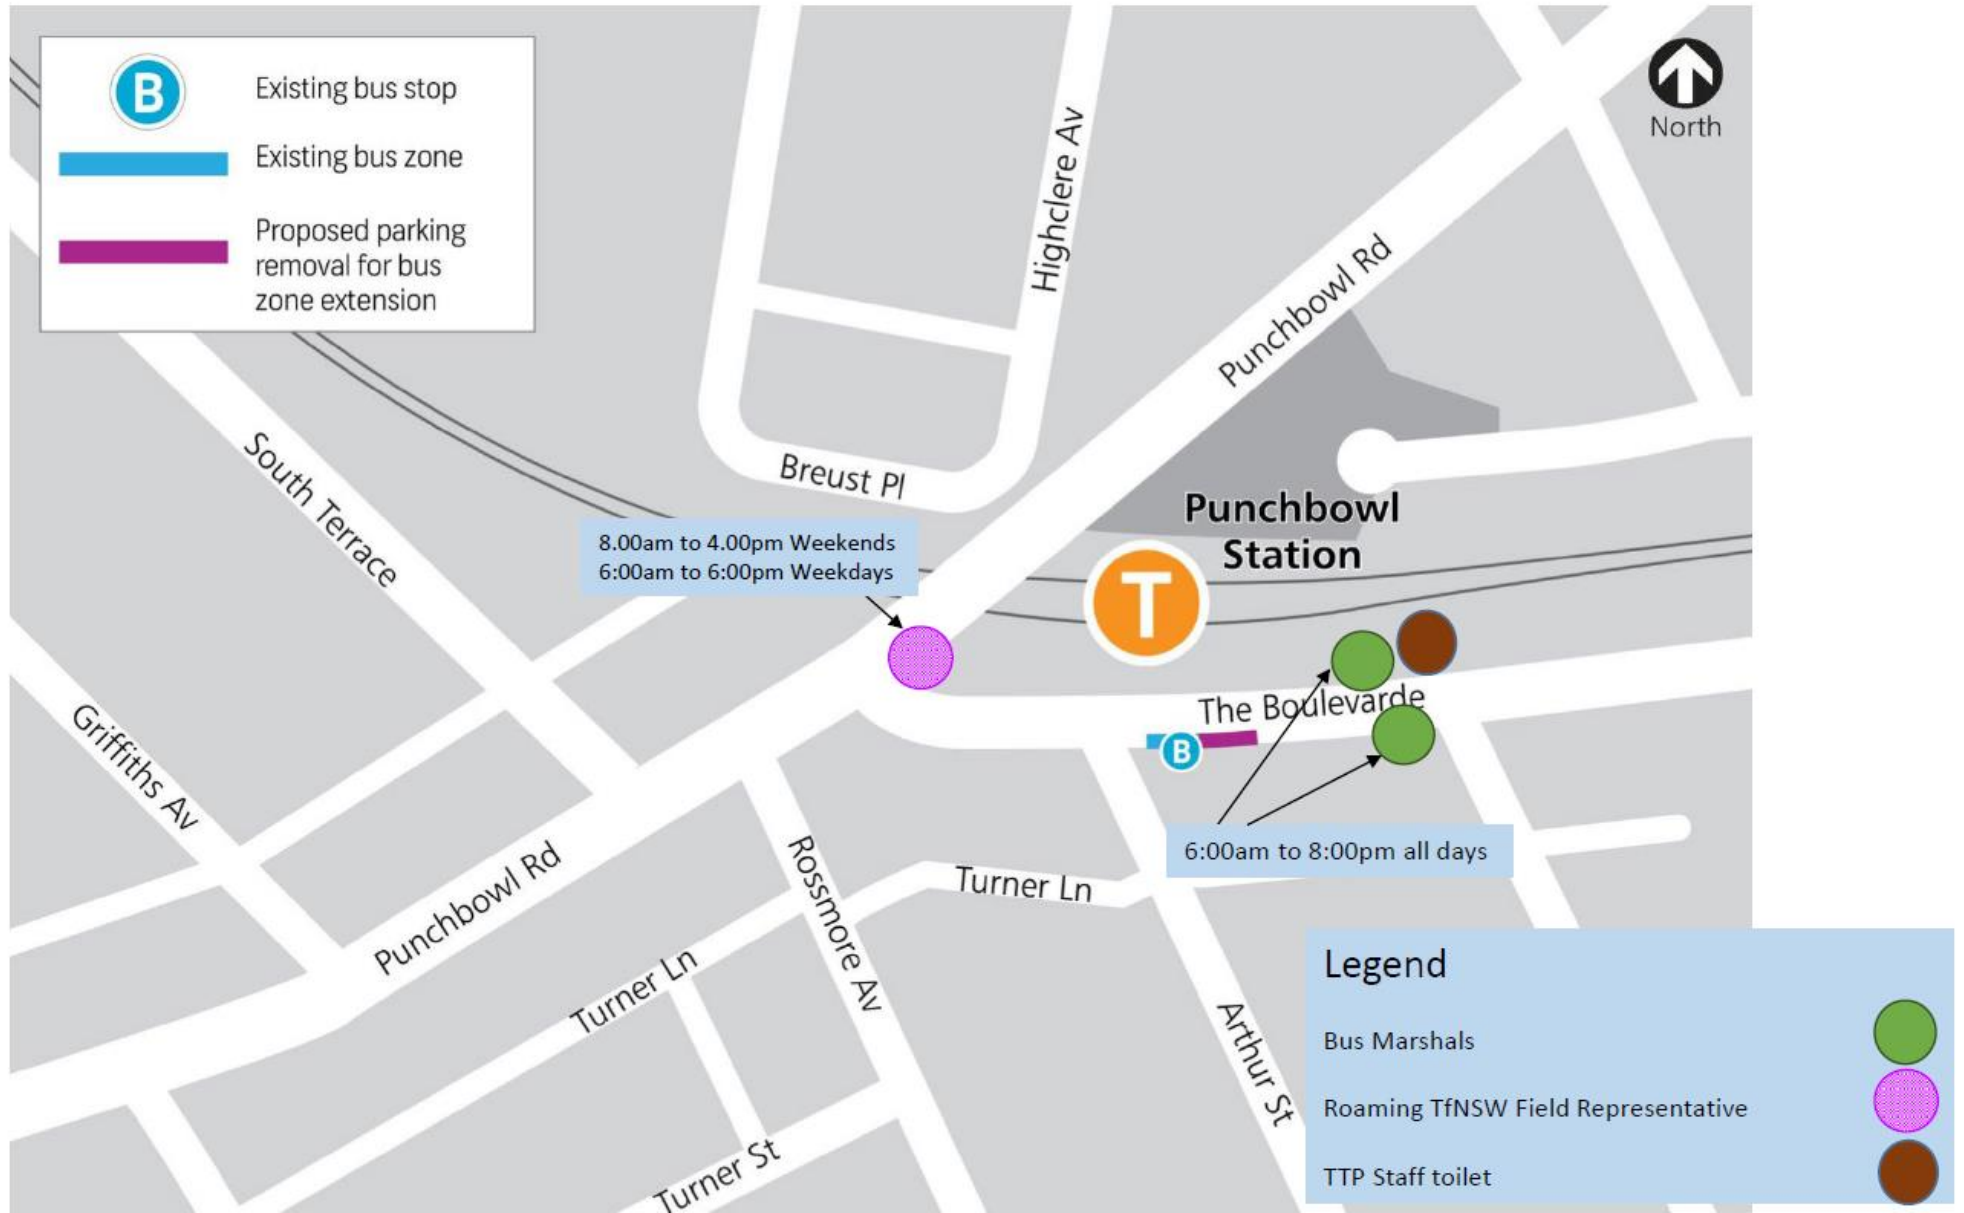 B
Existing bus stop
Existing bus zone
Proposed parking
removal for bus
zone extension
North
Highclere Av
Punchbowl Rd
South Terrace
Breust Pl
Punchbowl
Station
8.00am to 4.00pm Weekends
6:00am to 6:00pm Weekdays
T
The Boulevarde
B
Griffiths Av
6:00am to 8:00pm all days
Punchbowl Rd
Rossmore Av
Turner Ln
Turner Ln
Arthur St
Turner St
Legend
Bus Marshals
Roaming TfNSW Field Representative
TTP Staff toilet